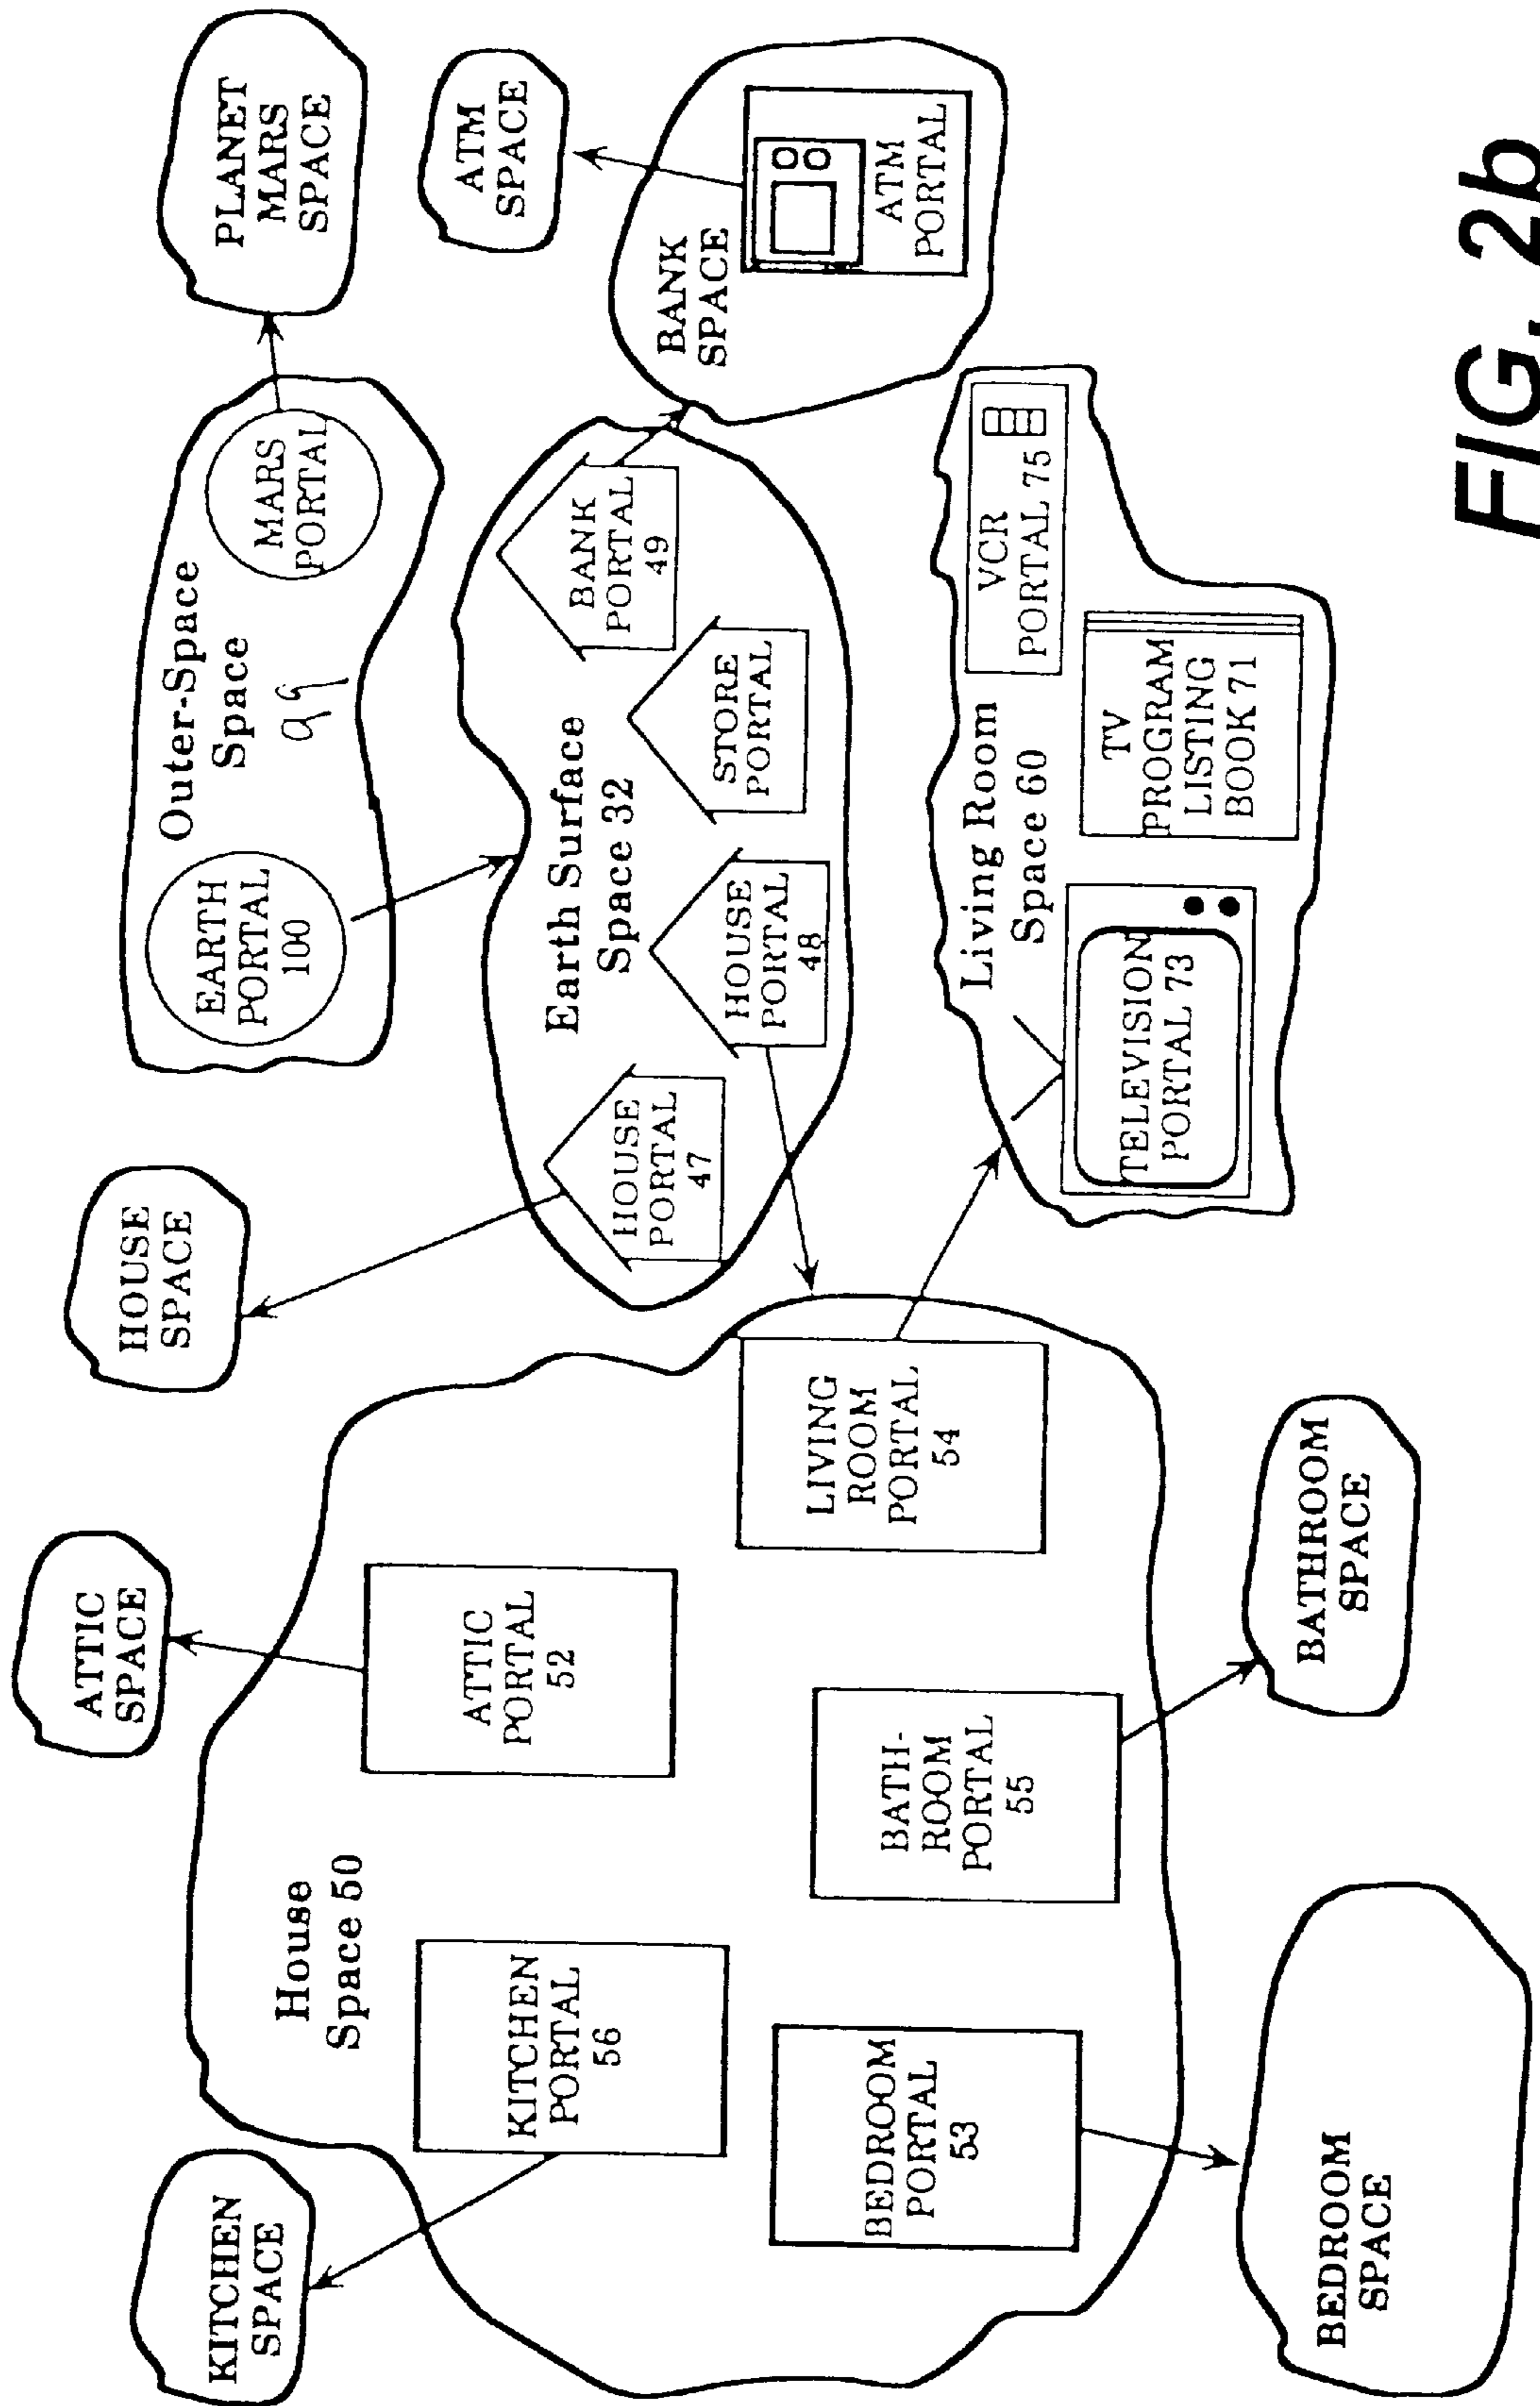 KITCHEN
SPACE
ATTIC
SPACE
HOUSE
SPACE
Outer-Space
Space
99
EARTH
PORTAL
100
MARS
PORTAL
PLANET
MARS
SPACE
House
Space 50
KITCHEN
PORTAL
56
ATTIC
PORTAL
52
BEDROOM
PORTAL
53
BATH-
ROOM
PORTAL
55
LIVING
ROOM
PORTAL
54
Earth Surface
Space 32
HOUSE
PORTAL
47
HOUSE
PORTAL
48
STORE
PORTAL
BANK
PORTAL
49
ATM
SPACE
BANK
SPACE
ATM
PORTAL
Living Room
Space 60
TELEVISION
PORTAL 73
TV
PROGRAM
LISTING
BOOK 71
VCR
PORTAL 75
BEDROOM
SPACE
BATHROOM
SPACE
FIG. 2b